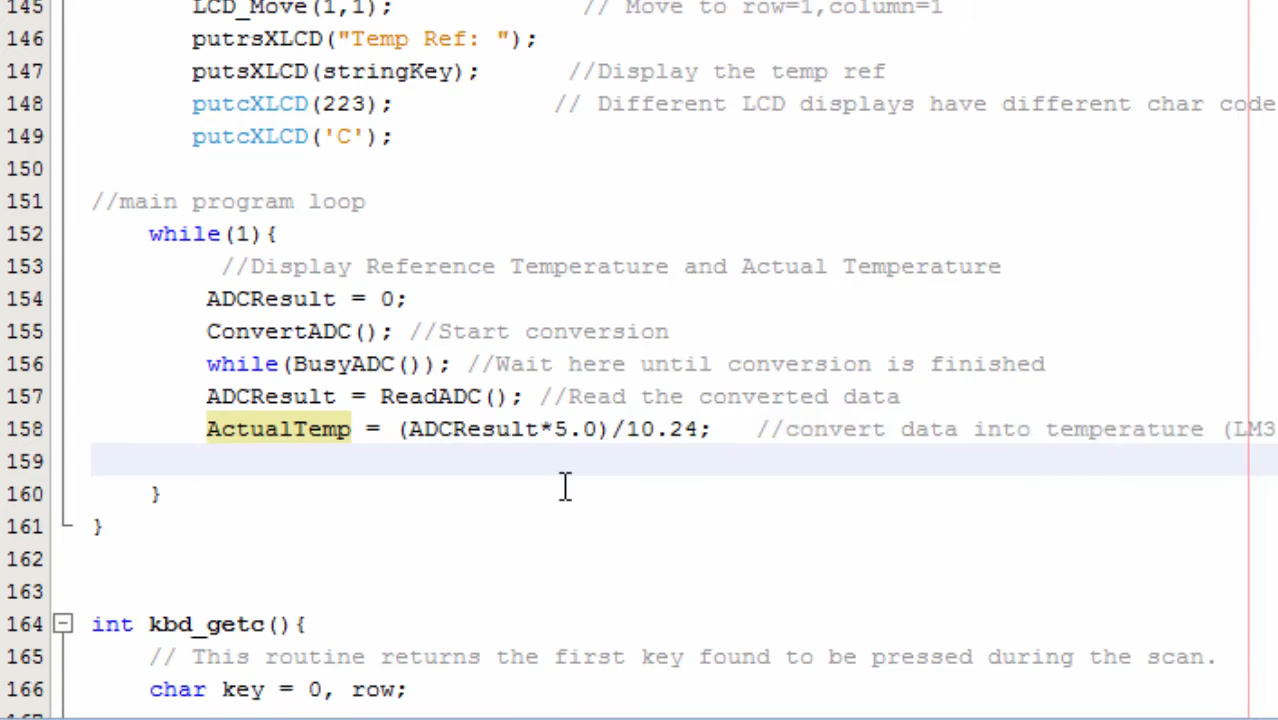 145 LCD_Move(1,1); // Move to row=1,column=1
146 putrsXLCD("Temp Ref: ");
147 putsXLCD(stringKey); //Display the temp ref
148 putcXLCD(223); // Different LCD displays have different char code
149 putcXLCD('C');
150
151 //main program loop
152 while(1){
153 //Display Reference Temperature and Actual Temperature
154 ADCResult = 0;
155 ConvertADC(); //Start conversion
156 while(BusyADC()); //Wait here until conversion is finished
157 ADCResult = ReadADC(); //Read the converted data
158 ActualTemp = (ADCResult*5.0)/10.24; //convert data into temperature (LM3
159
160 }
161 }
162
163
164 int kbd_getc(){
165 // This routine returns the first key found to be pressed during the scan.
166 char key = 0, row;